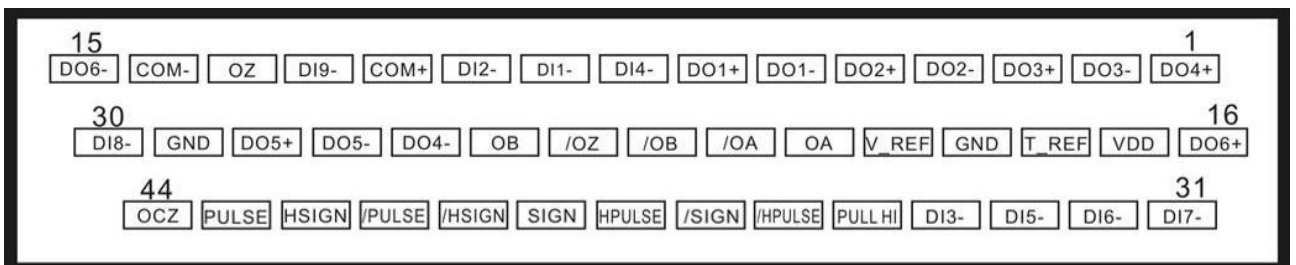 15 1
DO6- COM- OZ DI9- COM+ DI2- DI1- DI4- DO1+ DO1- DO2+ DO2- DO3+ DO3- DO4+
30 16
DI8- GND DO5+ DO5- DO4- OB /OZ /OB /OA OA V_REF GND T_REF VDD DO6+
44 31
OCZ PULSE HSIGN /PULSE /HSIGN SIGN HPULSE /SIGN /HPULSE PULL HI DI3- DI5- DI6- DI7-